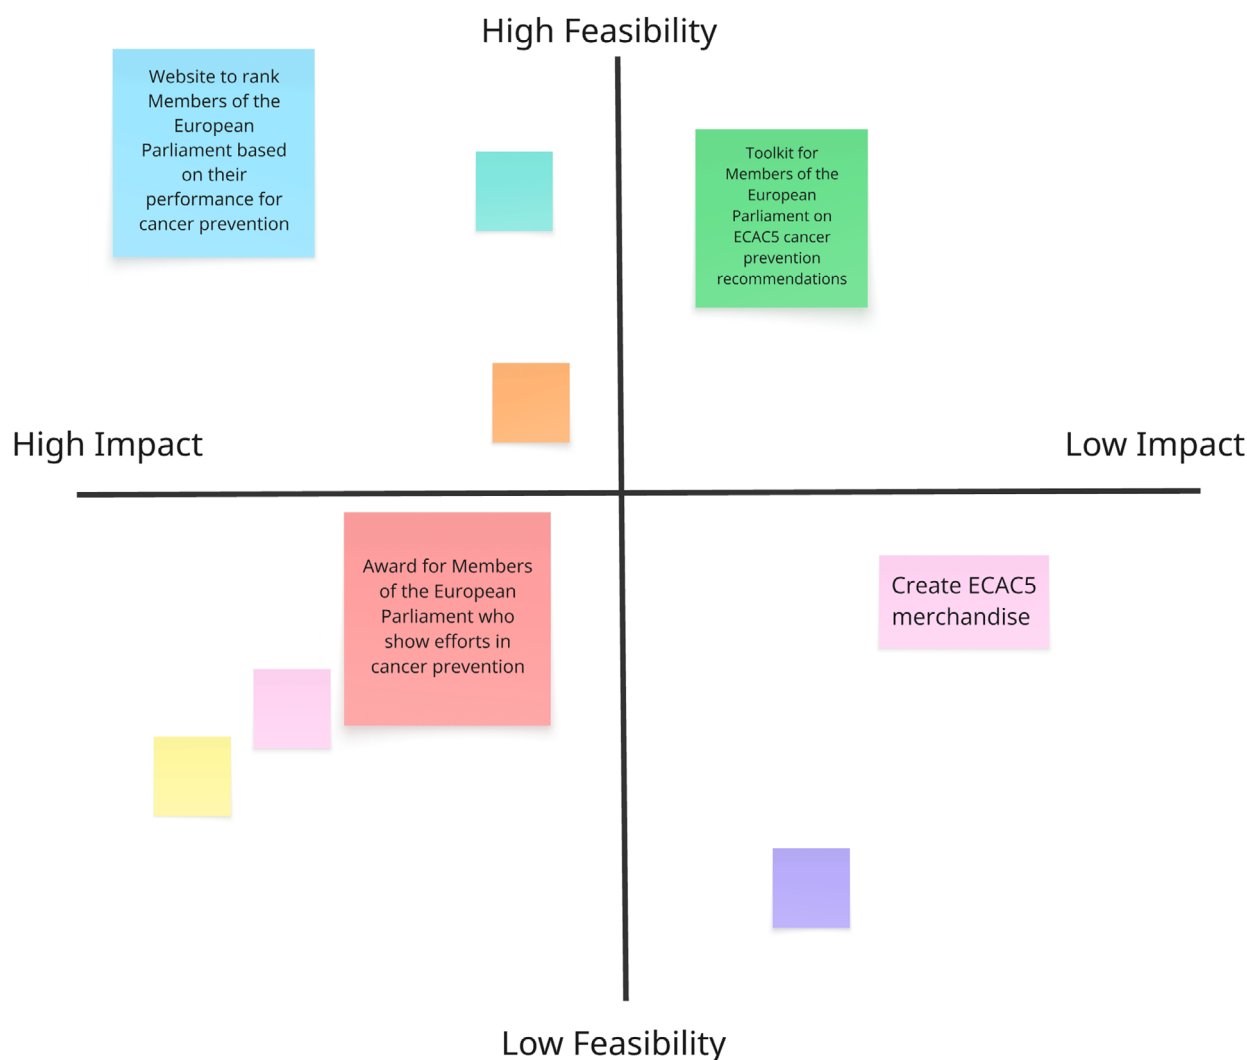 High Feasibility
Website to rank
Members of the
European
Parliament based
on their
performance for
cancer prevention
Toolkit for
Members of the
European
Parliament on
ECAC5 cancer
prevention
recommendations
High Impact
Low Impact
Award for Members
of the European
Parliament who
show efforts in
cancer prevention
Create ECAC5
merchandise
Low Feasibility